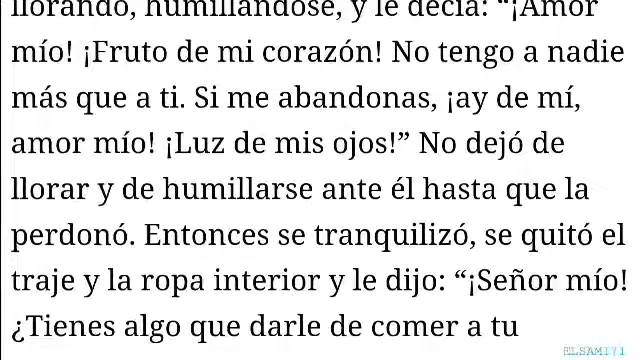 llorando, humillándose, y le decía: “¡Amor
mío! ¡Fruto de mi corazón! No tengo a nadie
más que a ti. Si me abandonas, ¡ay de mí,
amor mío! ¡Luz de mis ojos!” No dejó de
llorar y de humillarse ante él hasta que la
perdonó. Entonces se tranquilizó, se quitó el
traje y la ropa interior y le dijo: “¡Señor mío!
¿Tienes algo que darle de comer a tu
ELSAMI71